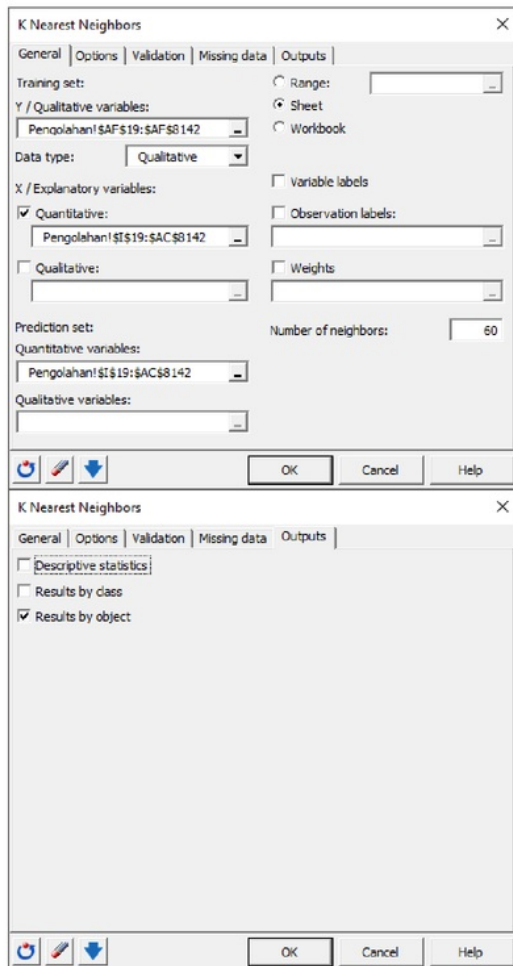 K Nearest Neighbors
General Options Validation Missing data Outputs
Training set:
Y / Qualitative variables:
Pengolahan!$AF$19:$AF$8142
Data type: Qualitative
X / Explanatory variables:
Quantitative:
Pengolahan!$I$19:$AC$8142
Qualitative:
Prediction set:
Quantitative variables:
Pengolahan!$I$19:$AC$8142
Qualitative variables:
Range:
Sheet
Workbook
Variable labels
Observation labels:
Weights
Number of neighbors: 60
OK Cancel Help
K Nearest Neighbors
General Options Validation Missing data Outputs
Descriptive statistics
Results by class
Results by object
OK Cancel Help